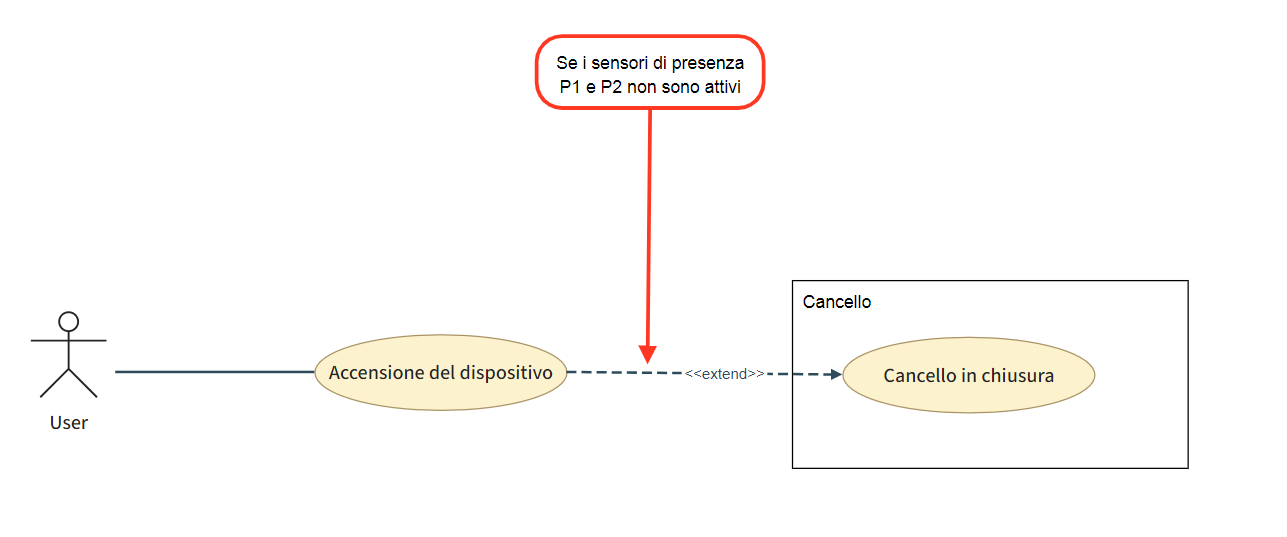 Se i sensori di presenza
P1 e P2 non sono attivi
Cancello
Accensione del dispositivo
<<extend>>
Cancello in chiusura
User